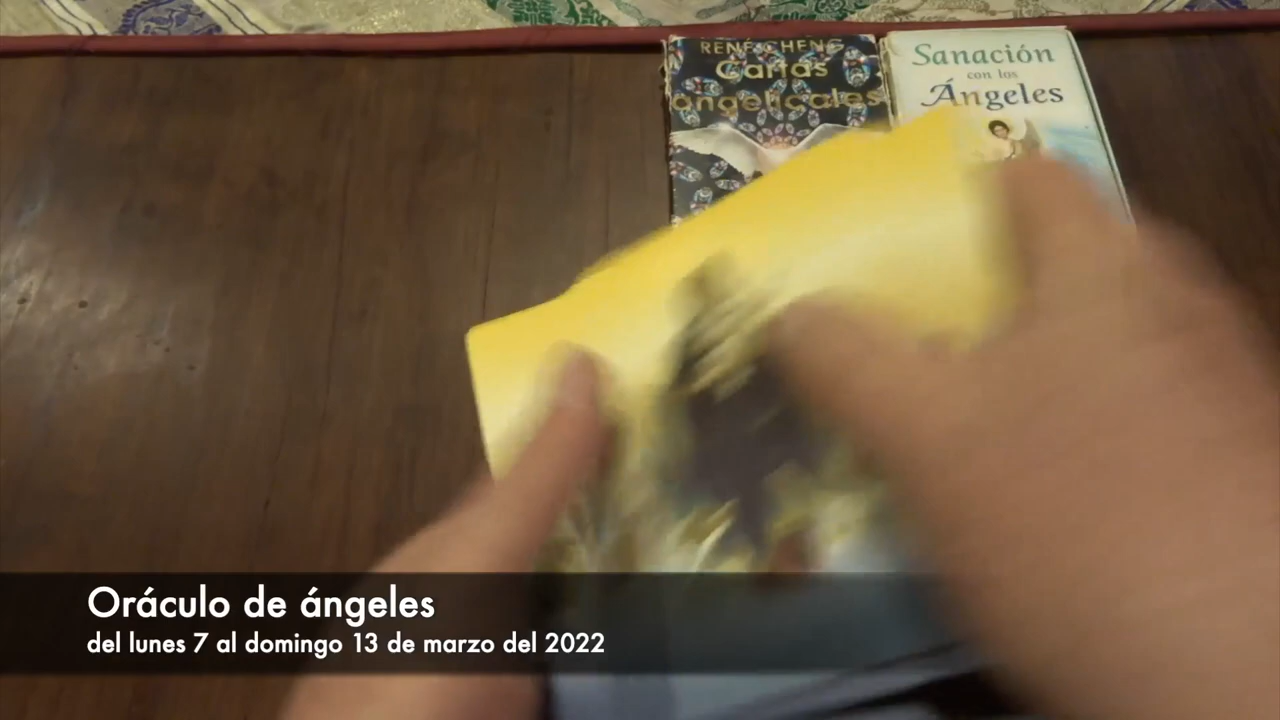 RENÉ CHENG
Cartas
angelicales
Sanación
con los
Ángeles
Oráculo de ángeles
del lunes 7 al domingo 13 de marzo del 2022